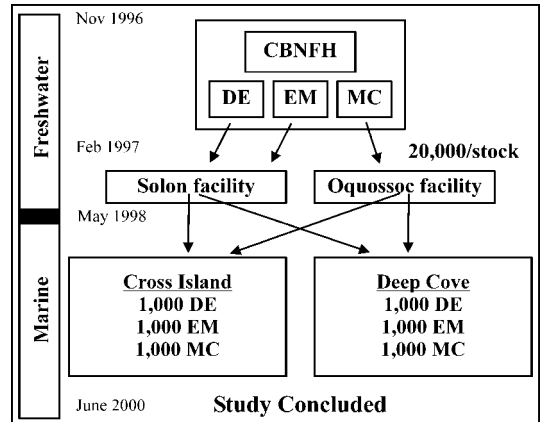 Nov 1996
CBNFH
DE EM MC
Freshwater
Feb 1997
20,000/stock
Solon facility
Oquossoc facility
May 1998
Marine
Cross Island
1,000 DE
1,000 EM
1,000 MC
Deep Cove
1,000 DE
1,000 EM
1,000 MC
June 2000
Study Concluded